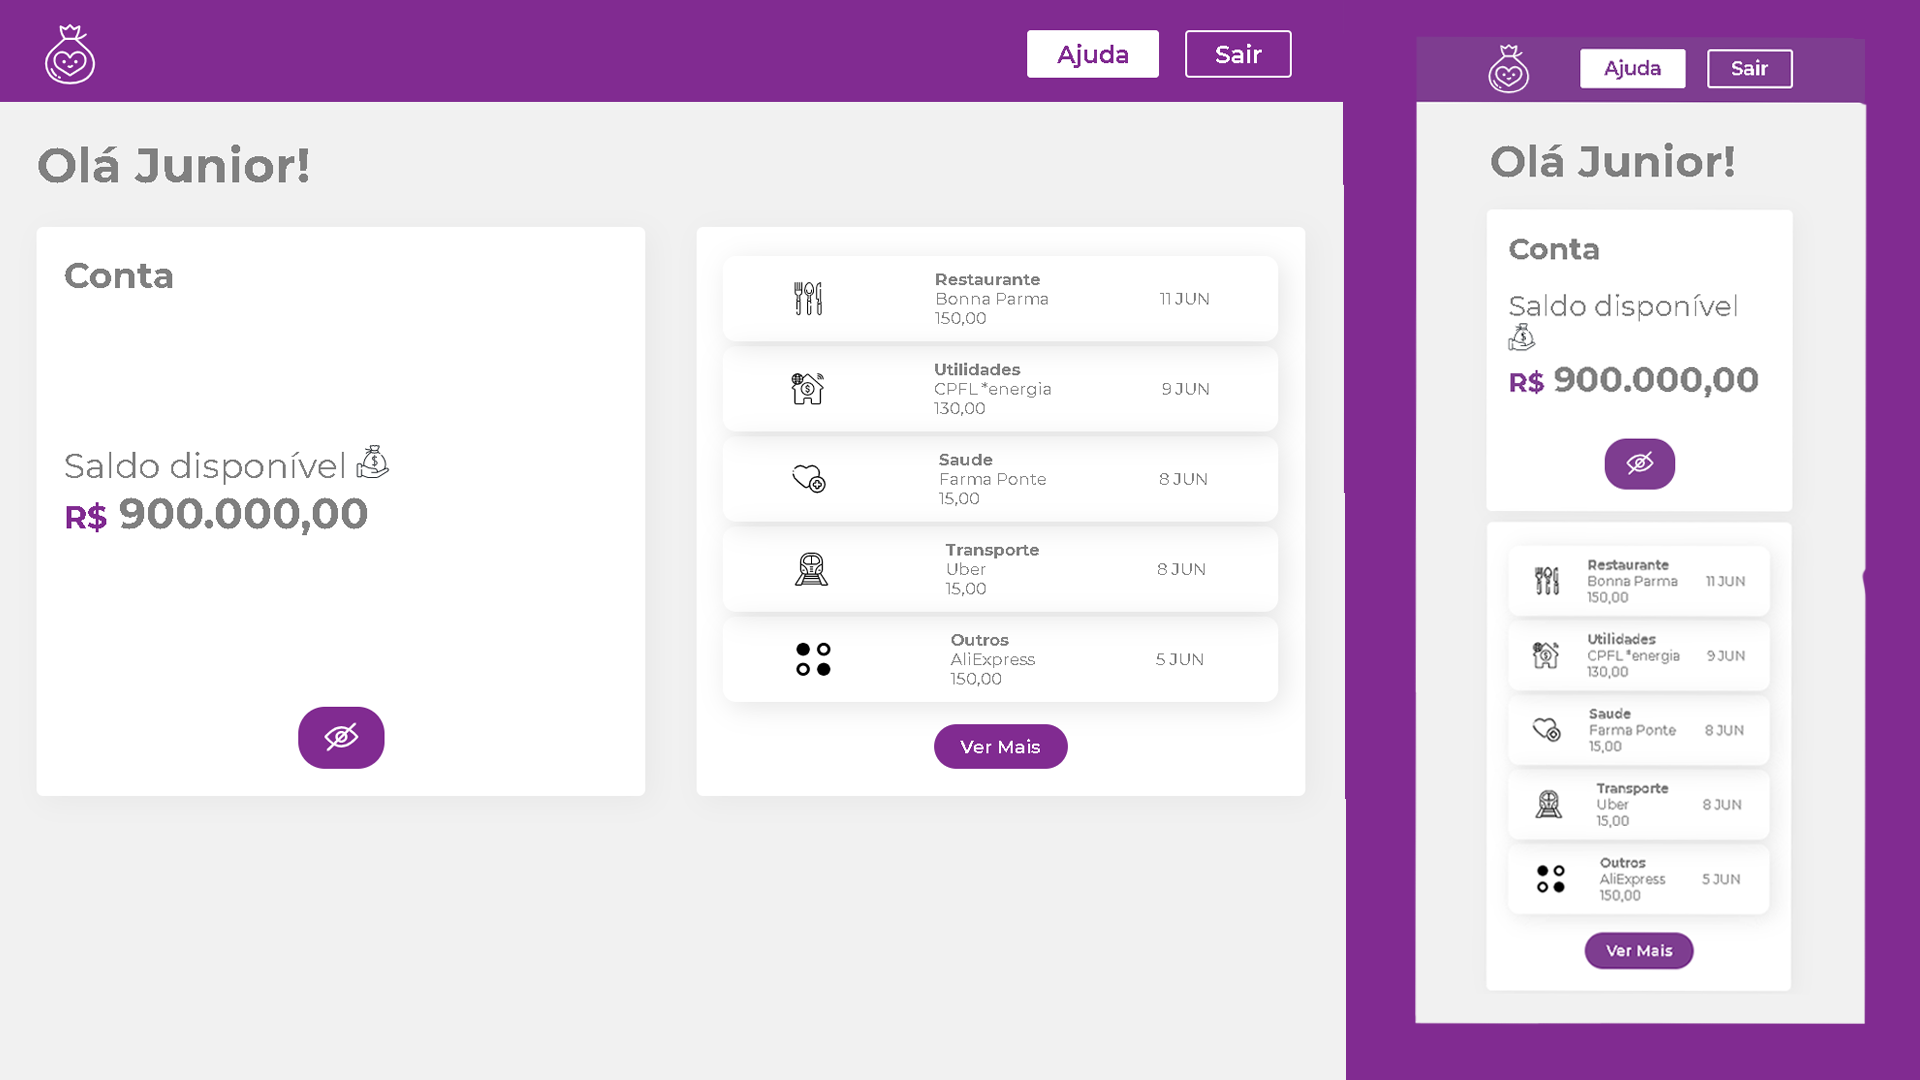 Ajuda
Sair
Olá Junior!
Conta
Saldo disponível
R$ 900.000,00
Restaurante
Bonna Parma
150,00
11 JUN
Utilidades
CPFL *energia
130,00
9 JUN
Saude
Farma Ponte
15,00
8 JUN
Transporte
Uber
15,00
8 JUN
Outros
AliExpress
150,00
5 JUN
Ver Mais
Ajuda
Sair
Olá Junior!
Conta
Saldo disponível
R$ 900.000,00
Restaurante
Bonna Parma
150,00
11 JUN
Utilidades
CPFL *energia
130,00
9 JUN
Saude
Farma Ponte
15,00
8 JUN
Transporte
Uber
15,00
8 JUN
Outros
AliExpress
150,00
5 JUN
Ver Mais